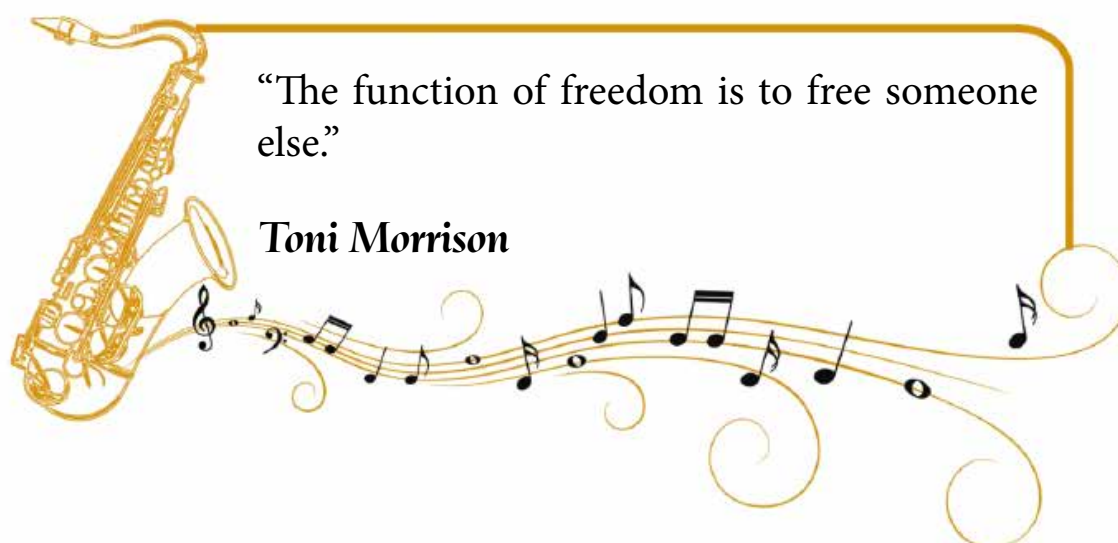 “The function of freedom is to free someone
else.”
Toni Morrison